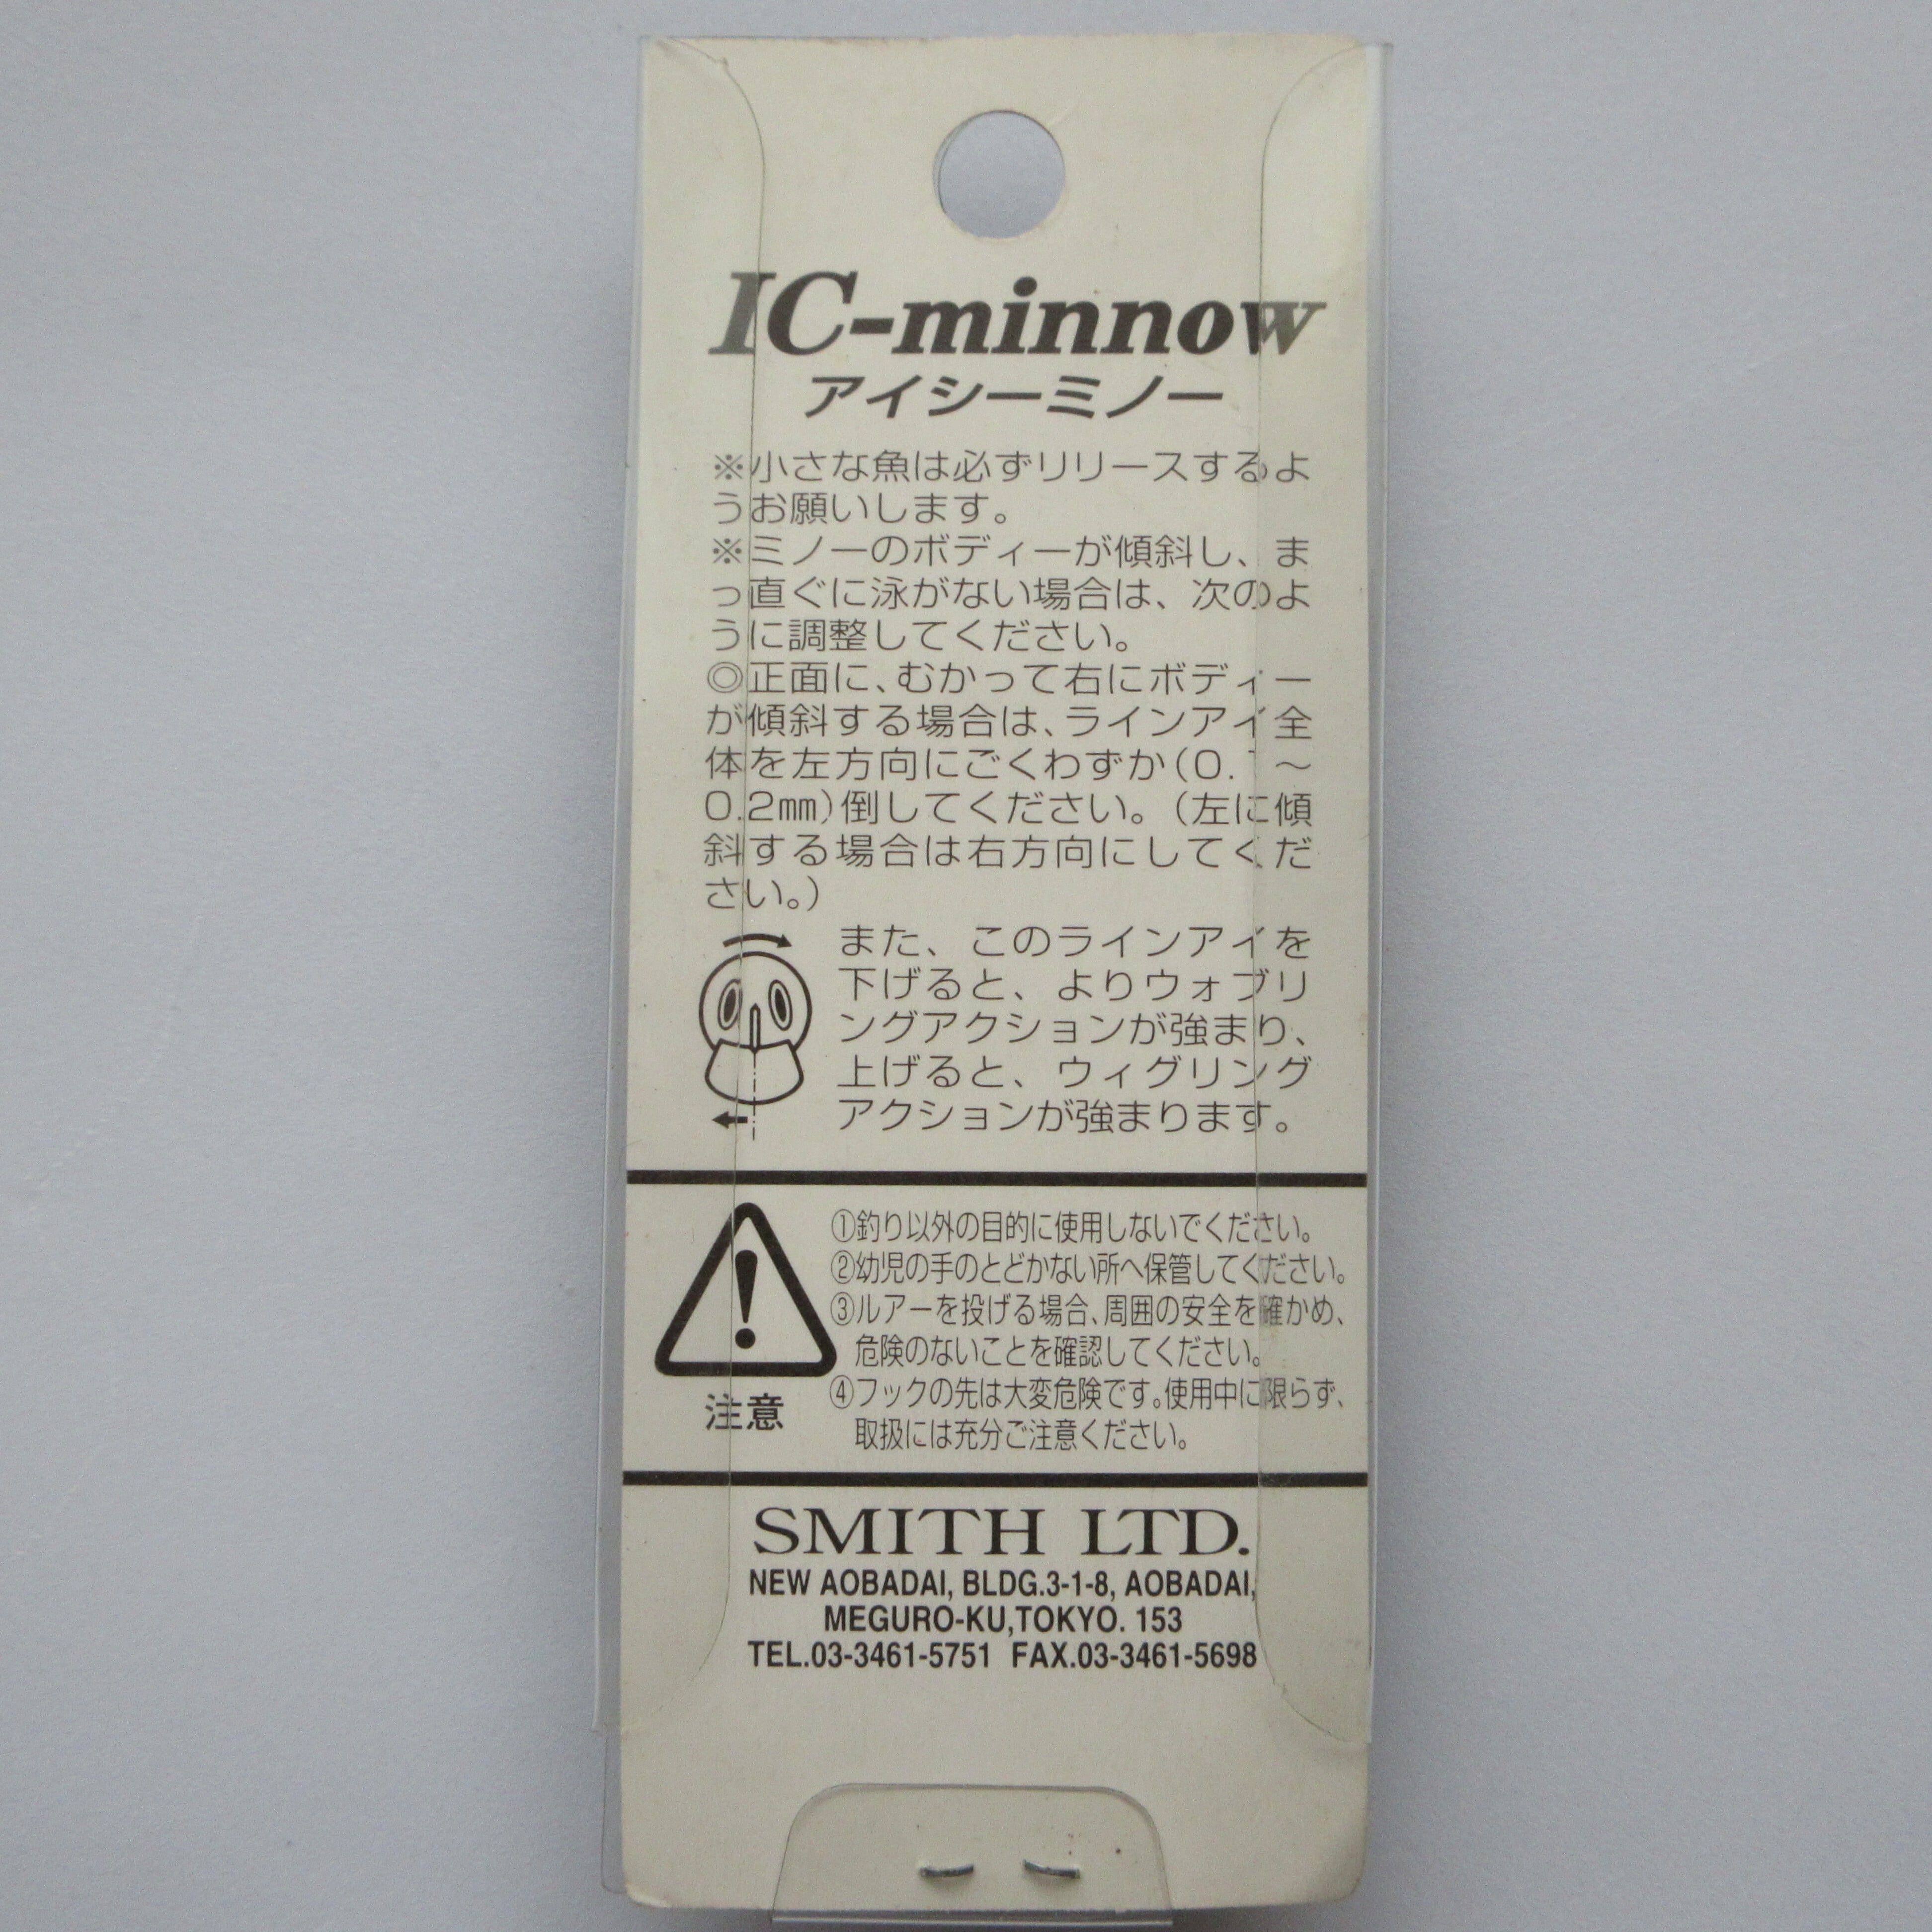 IC-minnow
アイシーミノー
※小さな魚は必ずリリースするよ
うお願いします。
※ミノーのボディーが傾斜し、ま
っ直ぐに泳がない場合は、次のよ
うに調整してください。
◎正面に、むかって右にボディー
が傾斜する場合は、ラインアイ全
体を左方向にごくわずか(0.1〜
0.2㎜)倒してください。(左に傾
斜する場合は右方向にしてくだ
さい。)
また、このラインアイを
下げると、よりウォブリ
ングアクションが強まり、
上げると、ウィグリング
アクションが強まります。
①釣り以外の目的に使用しないでください。
②幼児の手のとどかない所へ保管してください。
③ルアーを投げる場合、周囲の安全を確かめ、
危険のないことを確認してください。
④フックの先は大変危険です。使用中に限らず、
取扱には充分ご注意ください。
注意
SMITH LTD.
NEW AOBADAI, BLDG.3-1-8, AOBADAI,
MEGURO-KU,TOKYO. 153
TEL.03-3461-5751 FAX.03-3461-5698